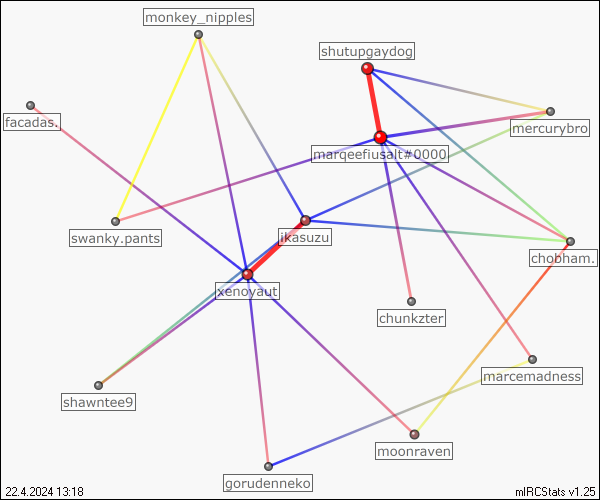 monkey_nipples
shutupgaydog
facadas.
mercurybro
marqeefiusalt#0000
swanky.pants
ikasuzu
chobham.
xenoyaut
chunkzter
marcemadness
shawntee9
moonraven
gorudenneko
22.4.2024 13:18
mIRCStats v1.25